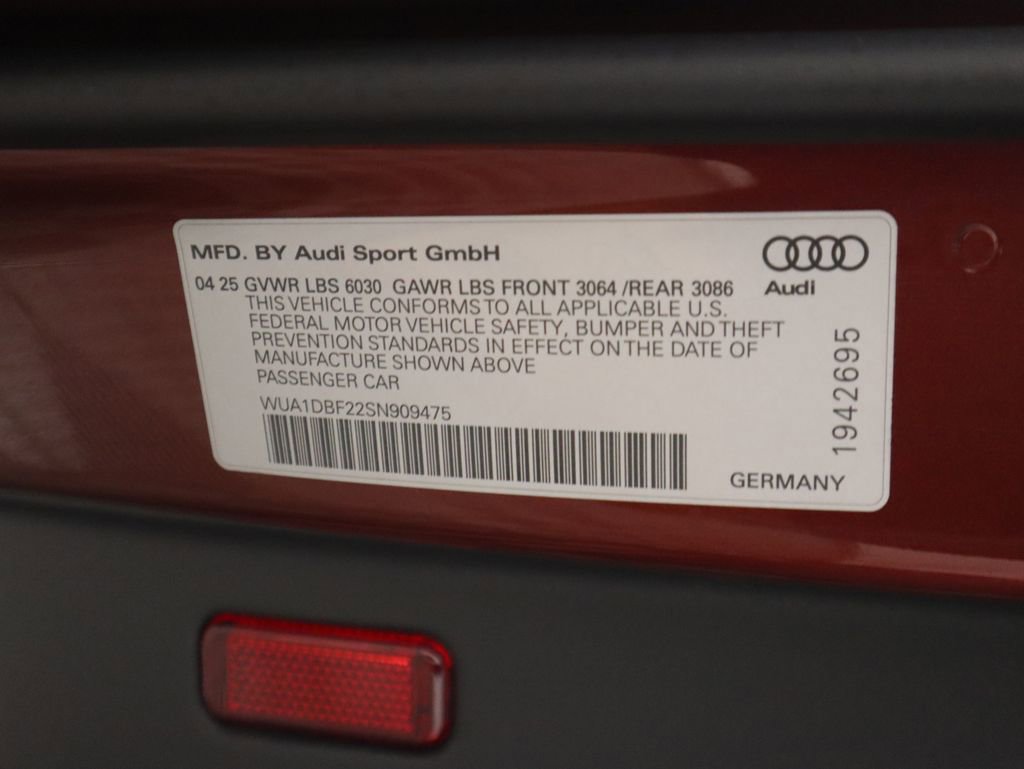 MFD. BY Audi Sport GmbH
04 25 GVWR LBS 6030 GAWR LBS FRONT 3064 /REAR 3086
THIS VEHICLE CONFORMS TO ALL APPLICABLE U.S.
FEDERAL MOTOR VEHICLE SAFETY, BUMPER AND THEFT
PREVENTION STANDARDS IN EFFECT ON THE DATE OF
MANUFACTURE SHOWN ABOVE
PASSENGER CAR
WUA1DBF22SN909475
Audi
1942695
GERMANY